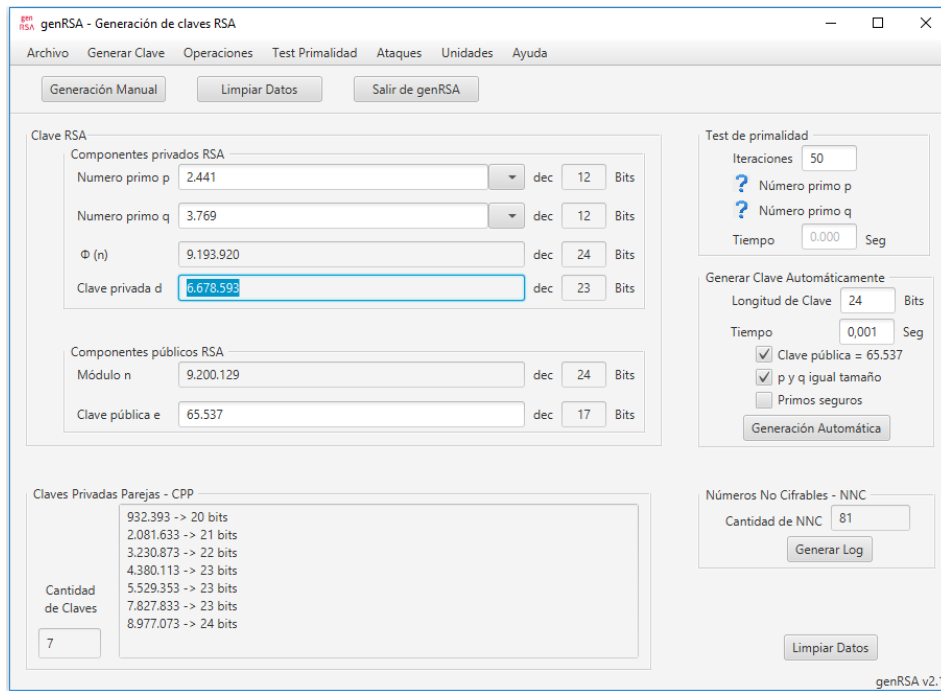 gen RSA genRSA - Generación de claves RSA
Archivo Generar Clave Operaciones Test Primalidad Ataques Unidades Ayuda
Generación Manual Limpiar Datos Salir de genRSA
Clave RSA
Componentes privados RSA
Numero primo p 2.441 dec 12 Bits
Numero primo q 3.769 dec 12 Bits
Φ (n) 9.193.920 dec 24 Bits
Clave privada d 6.678.593 dec 23 Bits
Componentes públicos RSA
Módulo n 9.200.129 dec 24 Bits
Clave pública e 65.537 dec 17 Bits
Test de primalidad
Iteraciones 50
? Número primo p
? Número primo q
Tiempo 0.000 Seg
Generar Clave Automáticamente
Longitud de Clave 24 Bits
Tiempo 0,001 Seg
Clave pública = 65.537
p y q igual tamaño
Primos seguros
Generación Automática
Claves Privadas Parejas - CPP
932.393 -> 20 bits
2.081.633 -> 21 bits
3.230.873 -> 22 bits
4.380.113 -> 23 bits
5.529.353 -> 23 bits
7.827.833 -> 23 bits
8.977.073 -> 24 bits
Cantidad
de Claves
7
Números No Cifrables - NNC
Cantidad de NNC 81
Generar Log
Limpiar Datos
genRSA v2.1